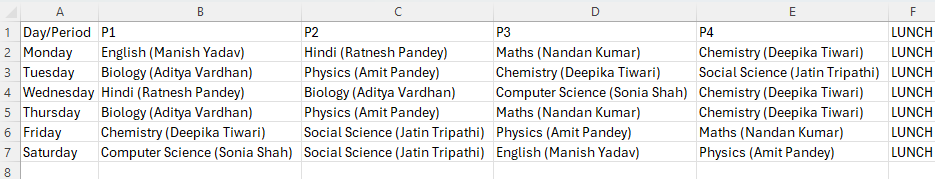 A B C D E F
1 Day/Period P1 P2 P3 P4 LUNCH
2 Monday English (Manish Yadav) Hindi (Ratnesh Pandey) Maths (Nandan Kumar) Chemistry (Deepika Tiwari) LUNCH
3 Tuesday Biology (Aditya Vardhan) Physics (Amit Pandey) Chemistry (Deepika Tiwari) Social Science (Jatin Tripathi) LUNCH
4 Wednesday Hindi (Ratnesh Pandey) Biology (Aditya Vardhan) Computer Science (Sonia Shah) Chemistry (Deepika Tiwari) LUNCH
5 Thursday Biology (Aditya Vardhan) Physics (Amit Pandey) Maths (Nandan Kumar) Chemistry (Deepika Tiwari) LUNCH
6 Friday Chemistry (Deepika Tiwari) Social Science (Jatin Tripathi) Physics (Amit Pandey) Maths (Nandan Kumar) LUNCH
7 Saturday Computer Science (Sonia Shah) Social Science (Jatin Tripathi) English (Manish Yadav) Physics (Amit Pandey) LUNCH
8